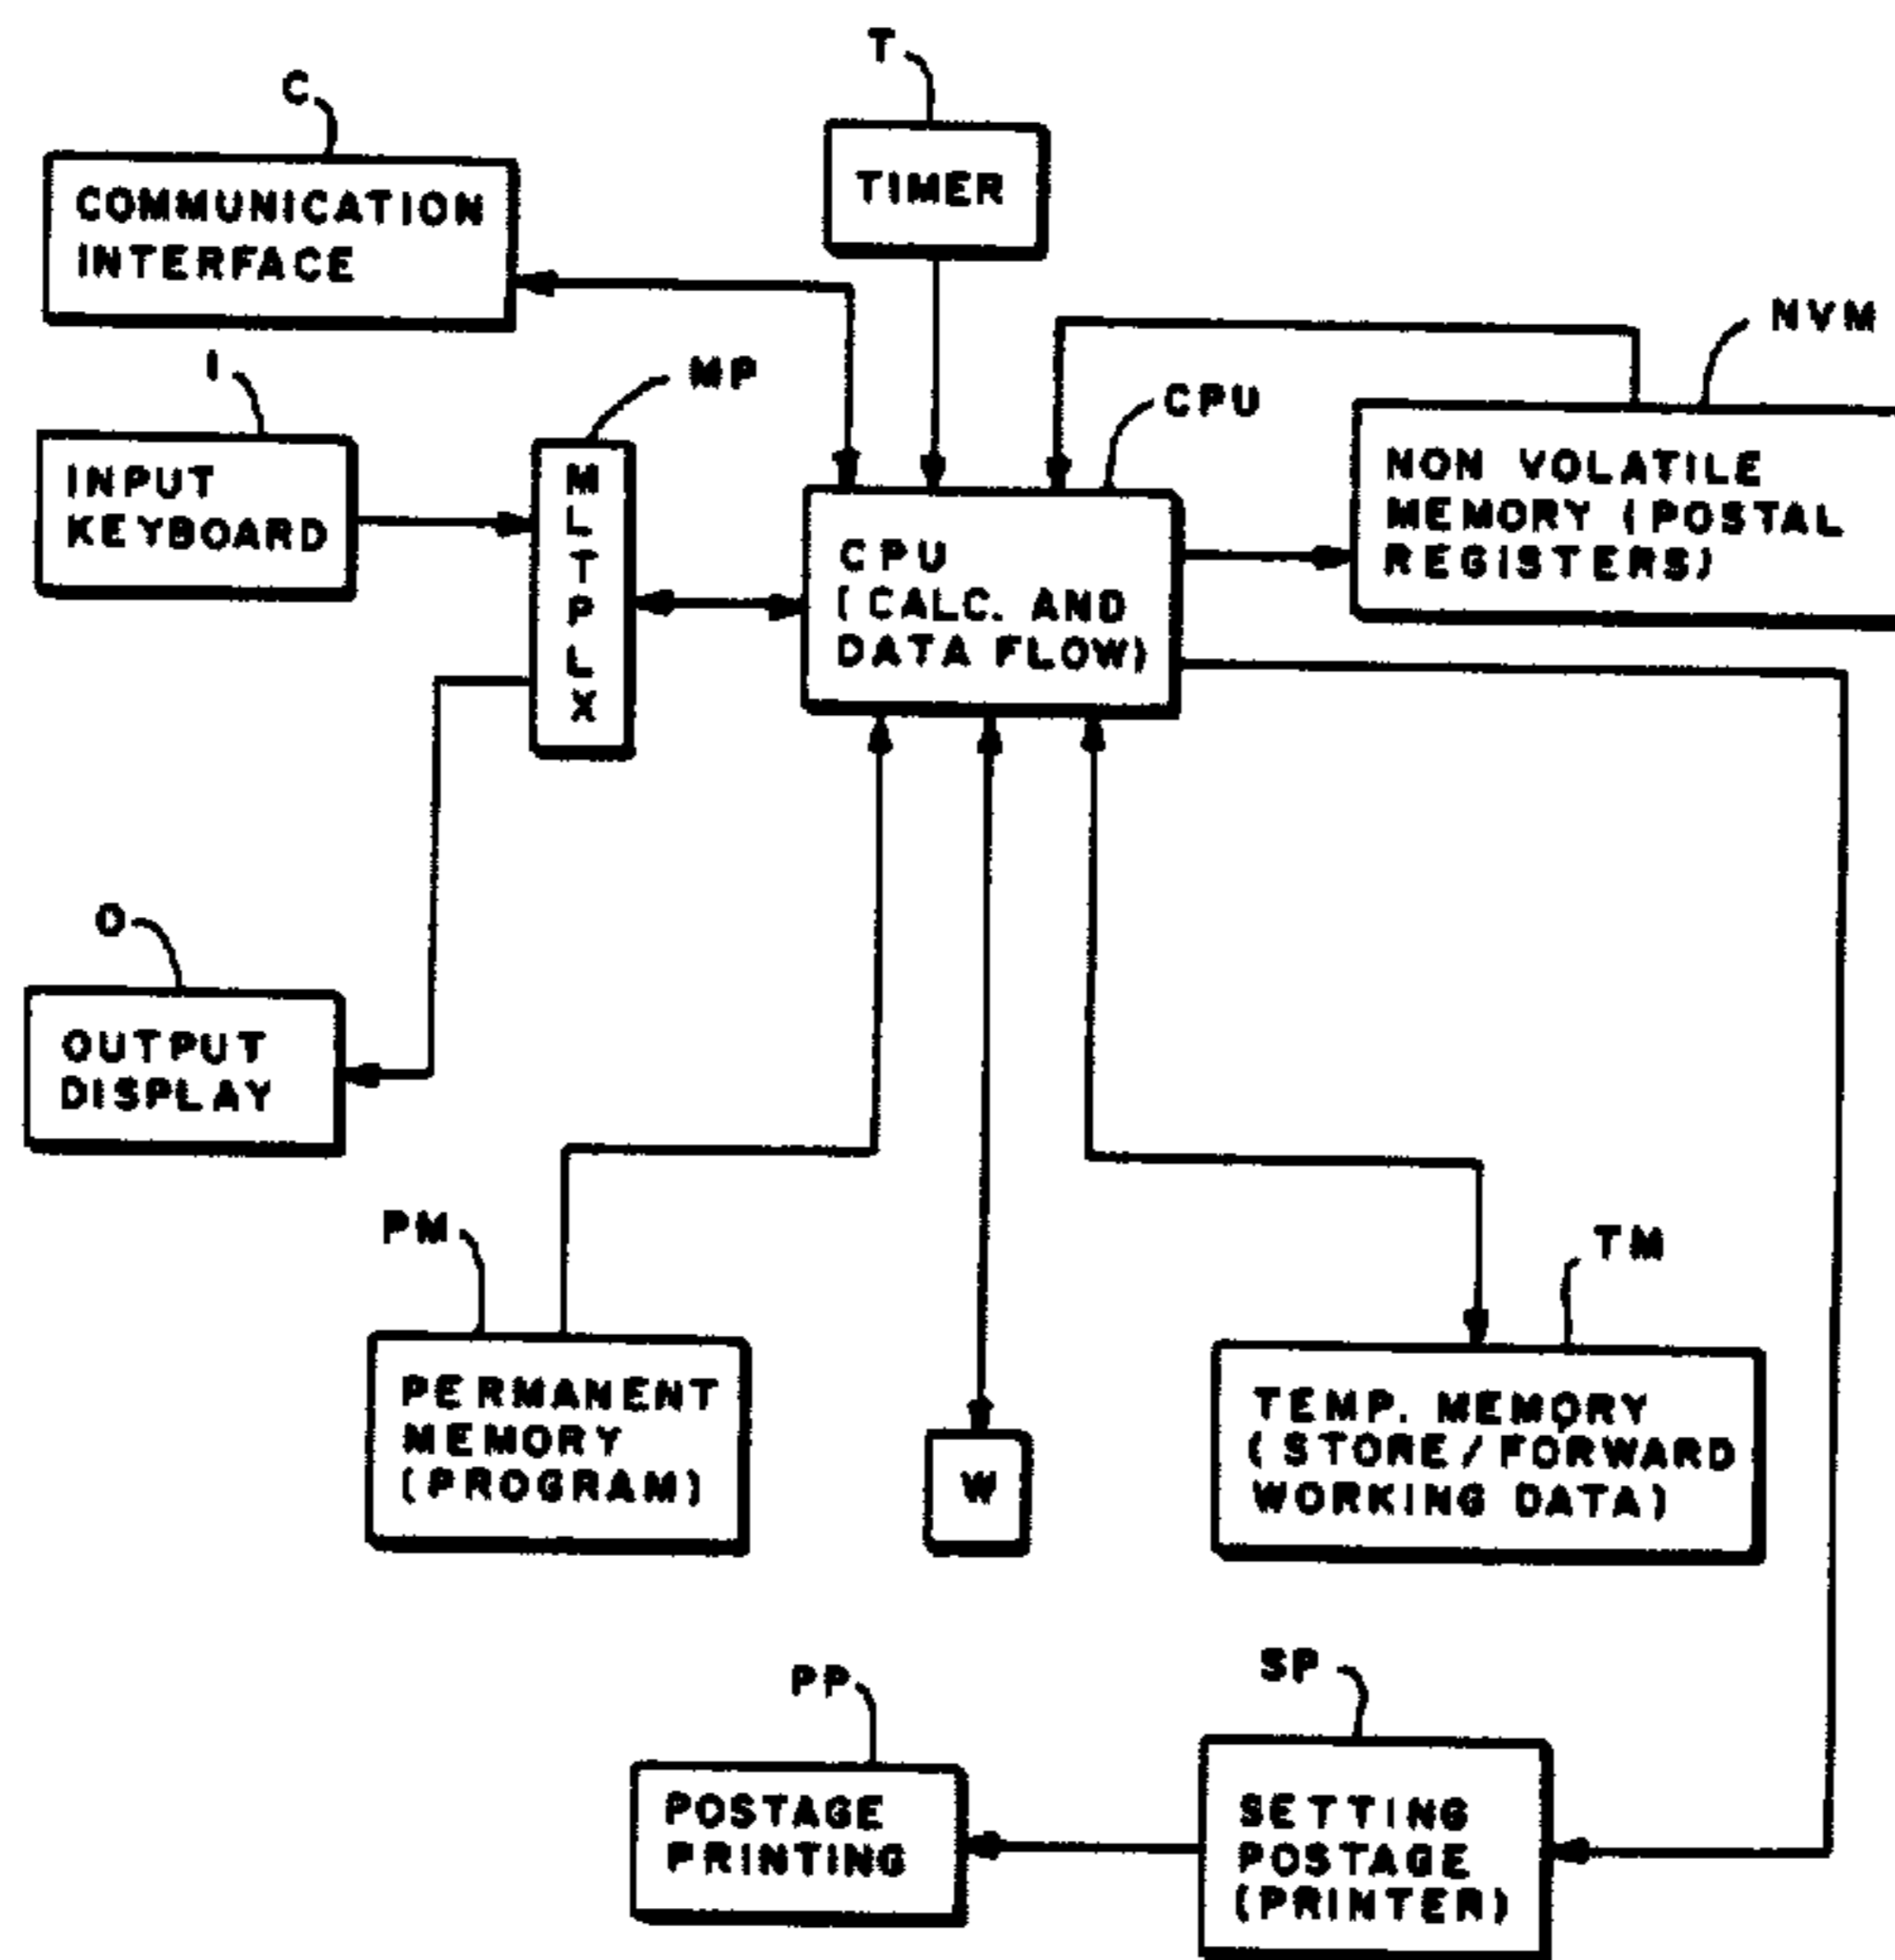 T
C
TIMER
COMMUNICATION
INTERFACE
NVM
I
MP
CPU
INPUT
KEYBOARD
MLTPLX
CPU
(CALC. AND
DATA FLOW)
NON VOLATILE
MEMORY (POSTAL
REGISTERS)
O
OUTPUT
DISPLAY
PM
TM
PERMANENT
MEMORY
(PROGRAM)
W
TEMP. MEMORY
(STORE/FORWARD
WORKING DATA)
PP
SP
POSTAGE
PRINTING
SETTING
POSTAGE
(PRINTER)